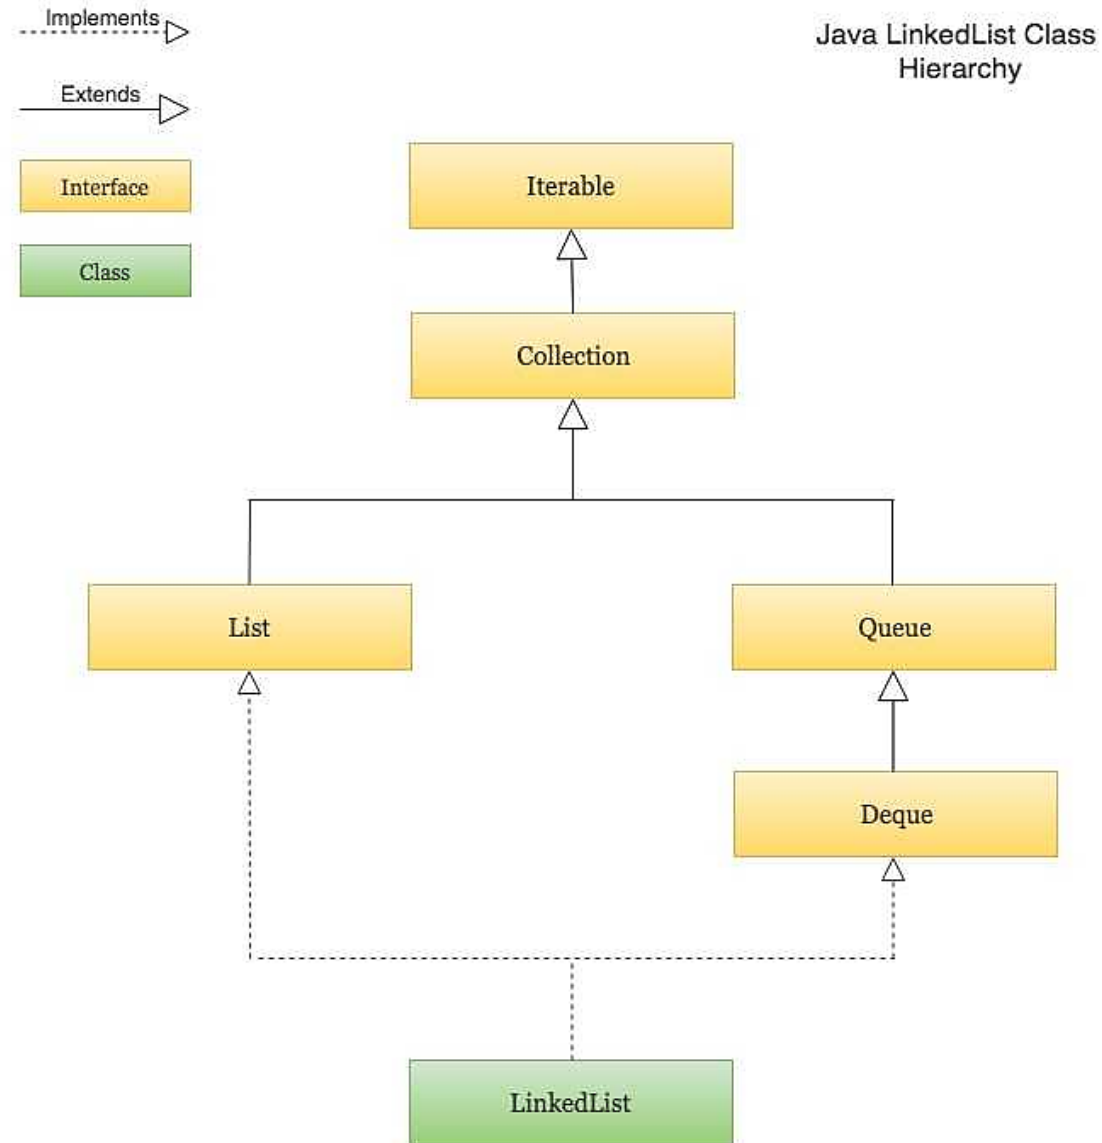 Implements
Java LinkedList Class
Hierarchy
Extends
Interface
Class
Iterable
Collection
List
Queue
Deque
LinkedList